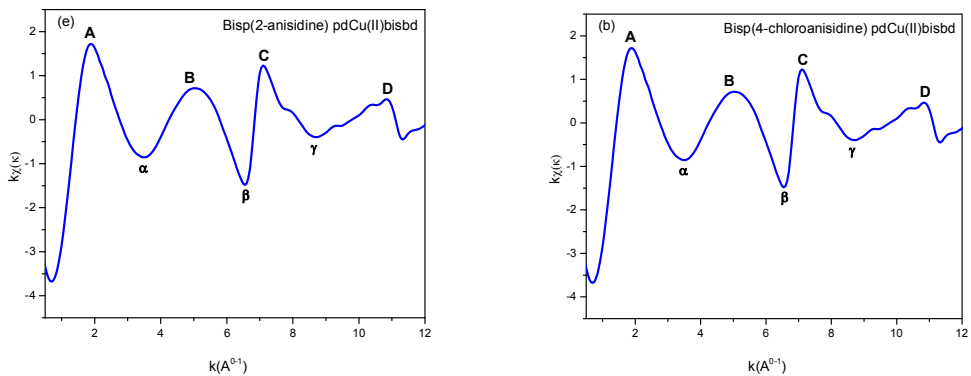 (e)
Bisp(2-anisidine) pdCu(II)bisbd
A
B
C
D
α
β
γ
2
1
0
-1
-2
-3
-4
kχ(κ)
2
4
6
8
10
12
k(A⁰⁻¹)
(b)
Bisp(4-chloroanisidine) pdCu(II)bisbd
A
B
C
D
α
β
γ
2
1
0
-1
-2
-3
-4
kχ(κ)
2
4
6
8
10
12
k(A⁰⁻¹)